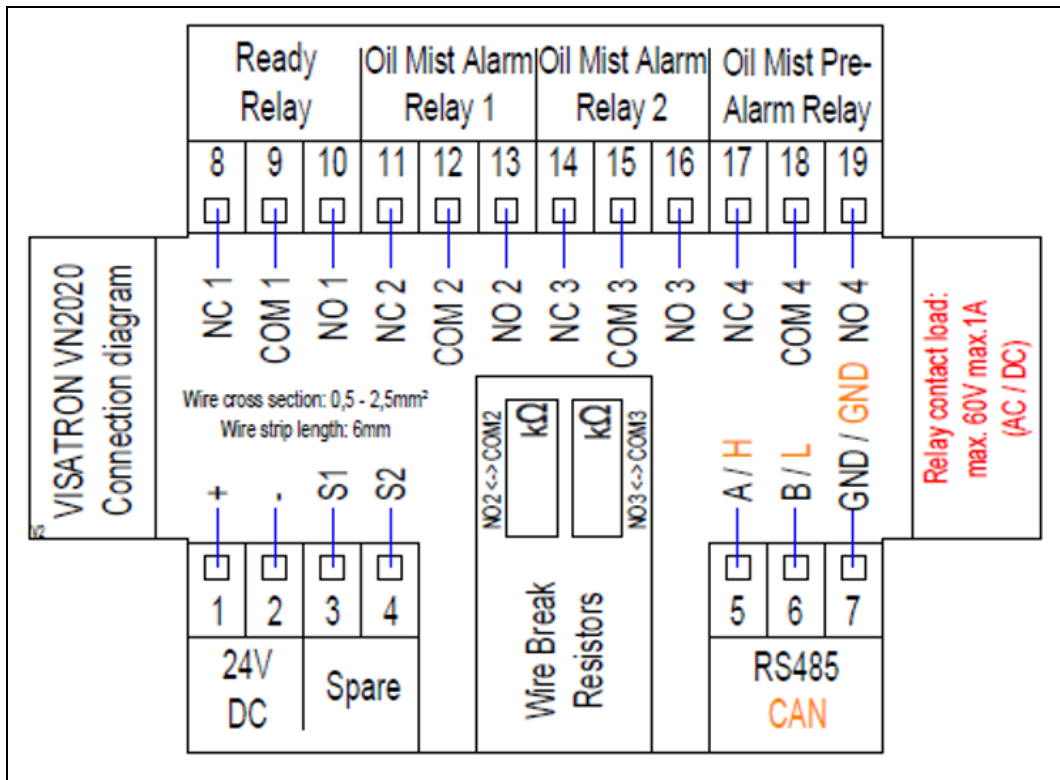 Ready
Relay
Oil Mist Alarm
Relay 1
Oil Mist Alarm
Relay 2
Oil Mist Pre-
Alarm Relay
8 9 10 11 12 13 14 15 16 17 18 19
NC 1
COM 1
NO 1
NC 2
COM 2
NO 2
NC 3
COM 3
NO 3
NC 4
COM 4
NO 4
VISATRON VN2020
Connection diagram
V2
Wire cross section: 0,5 - 2,5mm²
Wire strip length: 6mm
+
-
S1
S2
NO2 <-> COM2
kΩ
kΩ
NO3 <-> COM3
Wire Break
Resistors
A / H
B / L
GND / GND
Relay contact load:
max. 60V max.1A
(AC / DC)
1 2 3 4
5 6 7
24V
DC
Spare
RS485
CAN